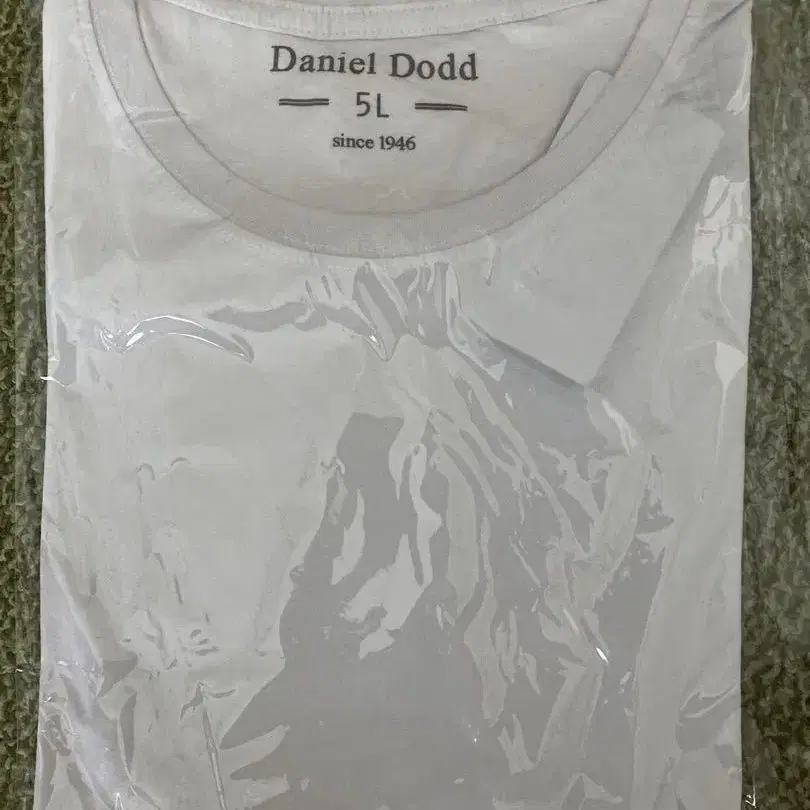 Daniel Dodd
5L
since 1946